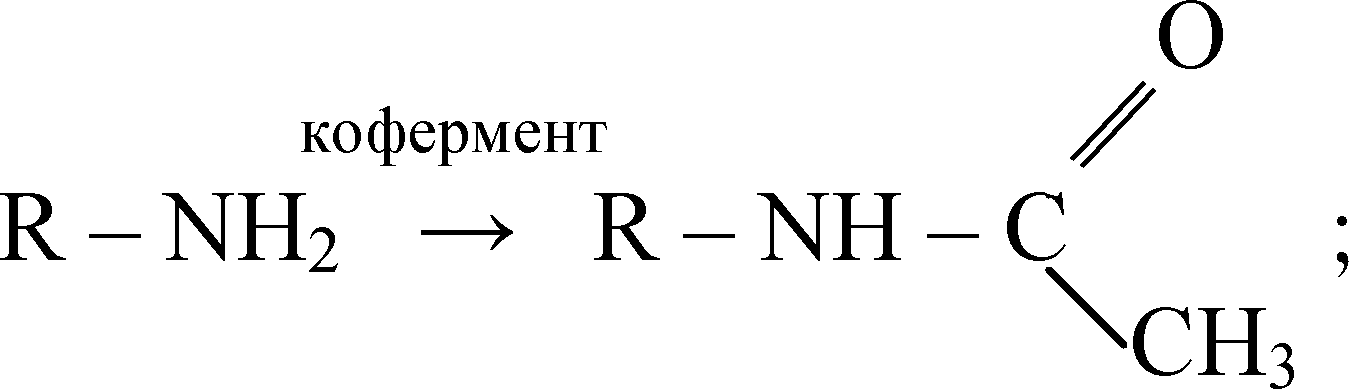 O
кофермент
R – NH₂ → R – NH – C ;
CH₃